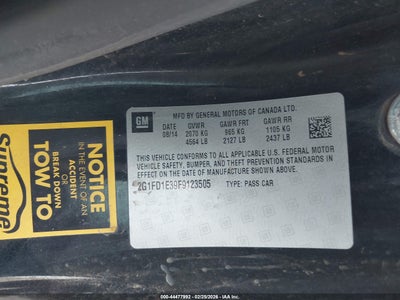 GM
MFD BY GENERAL MOTORS OF CANADA LTD.
DATE GVWR GAWR FRT GAWR RR
08/14 2070 KG 965 KG 1105 KG
4564 LB 2127 LB 2437 LB
THIS VEHICLE CONFORMS TO ALL APPLICABLE U.S. FEDERAL MOTOR
VEHICLE SAFETY, BUMPER, AND THEFT PREVENTION STANDARDS IN
EFFECT ON THE DATE OF MANUFACTURE SHOWN ABOVE.
2G1FD1E39F9123505 TYPE: PASS CAR
NOTICE
IN THE EVENT OF AN
ACCIDENT
OR
BREAK DOWN
TOW TO
Supreme
ID: 44477992 - 02/25/2026 - IAA